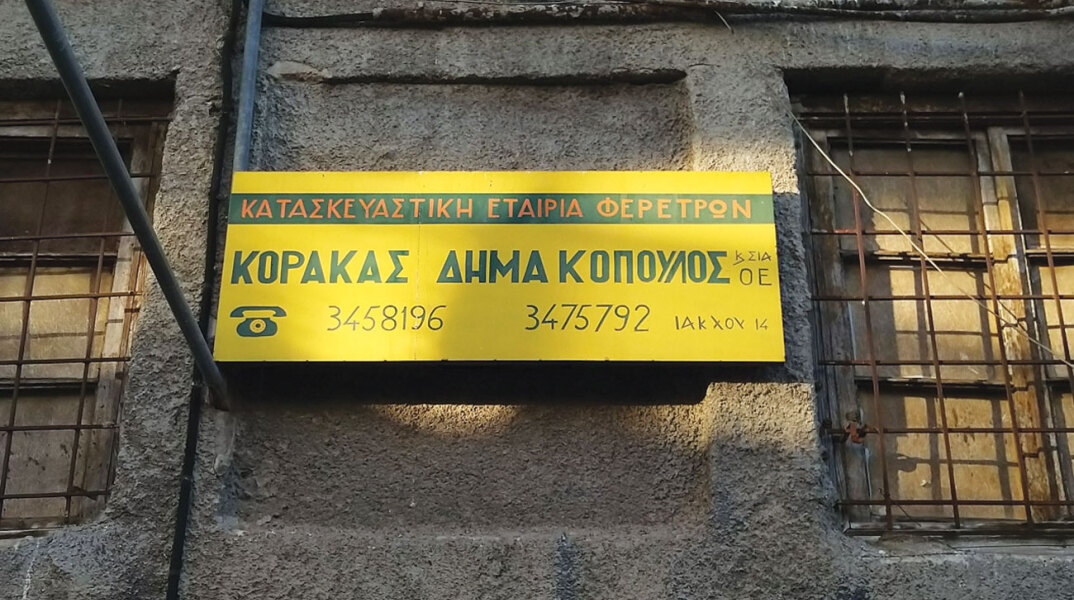 ΚΑΤΑΣΚΕΥΑΣΤΙΚΗ ΕΤΑΙΡΙΑ ΦΕΡΕΤΡΩΝ
ΚΟΡΑΚΑΣ ΔΗΜΑΚΟΠΟΥΛΟΣ Κ ΣΙΑ ΟΕ
3458196 3475792 ΙΑΚΧΟΥ 14